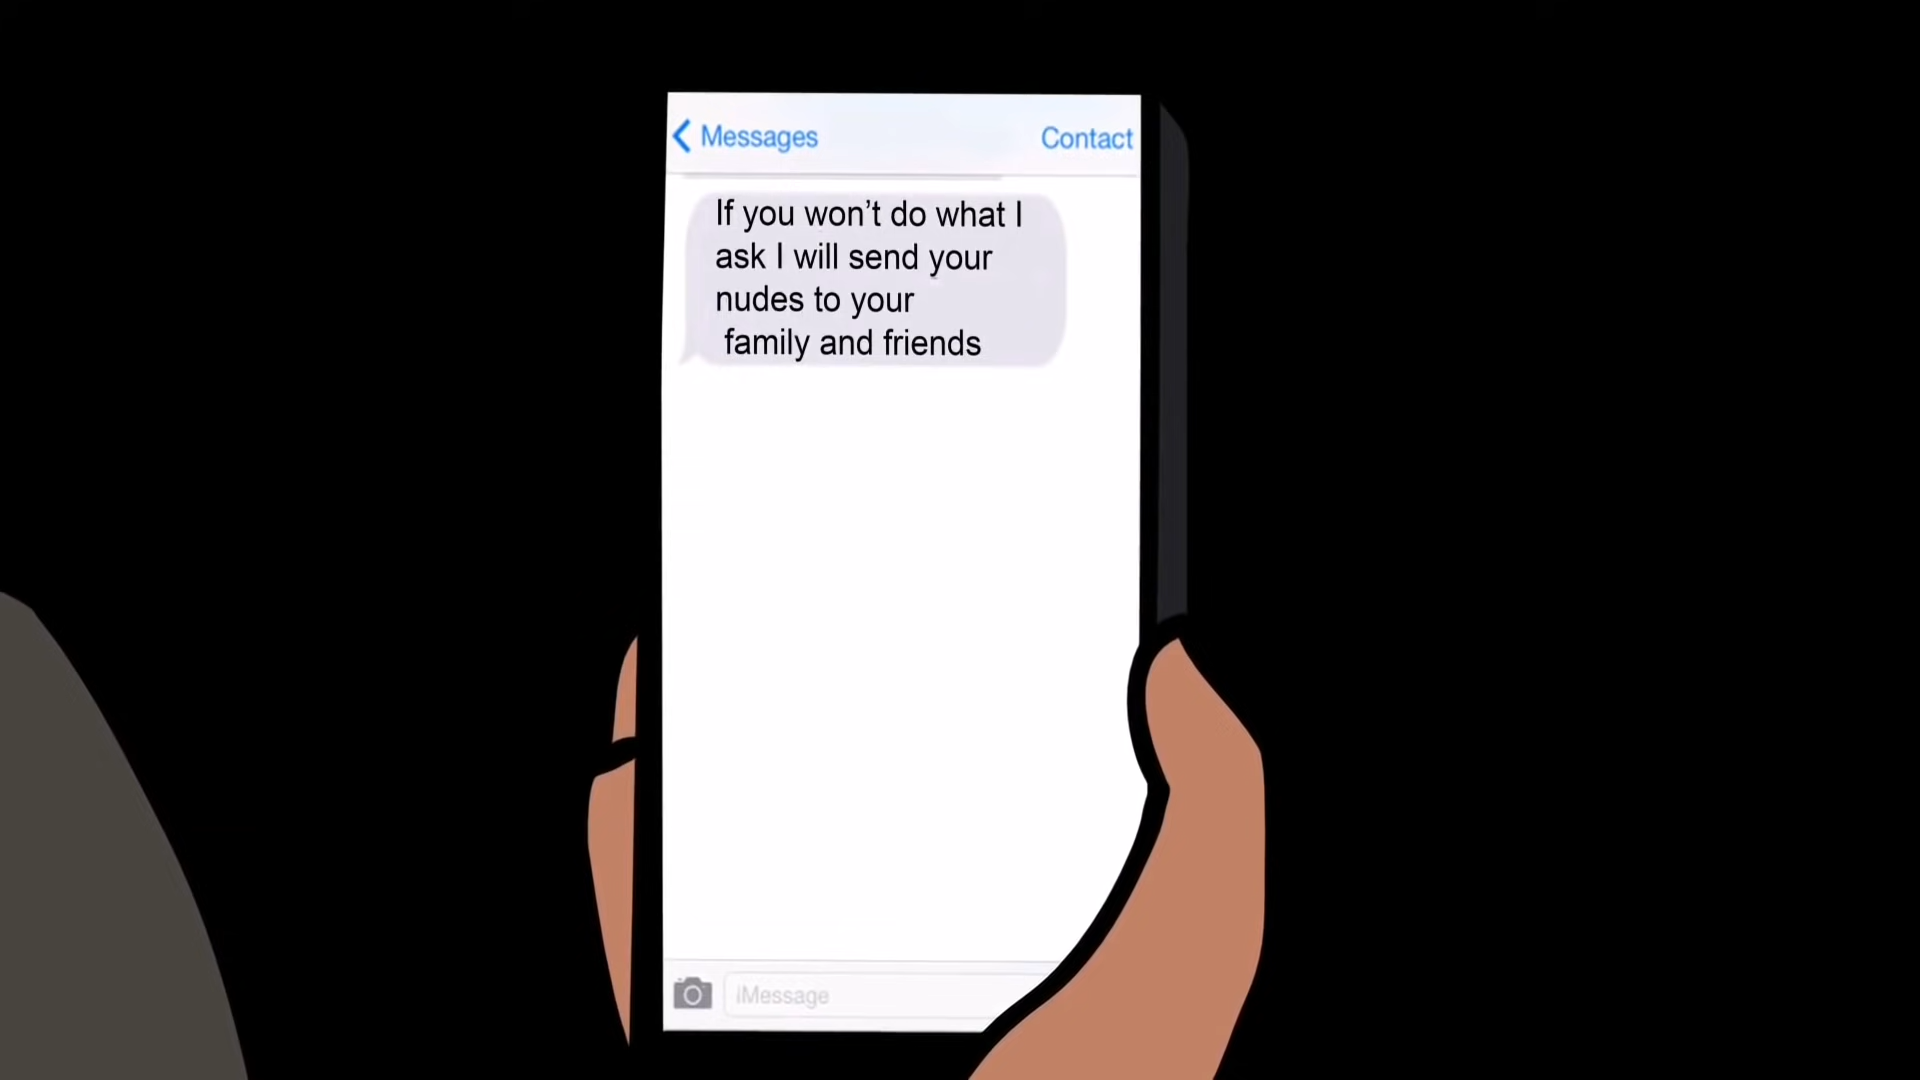 Messages Contact
If you won’t do what I
ask I will send your
nudes to your
family and friends
iMessage